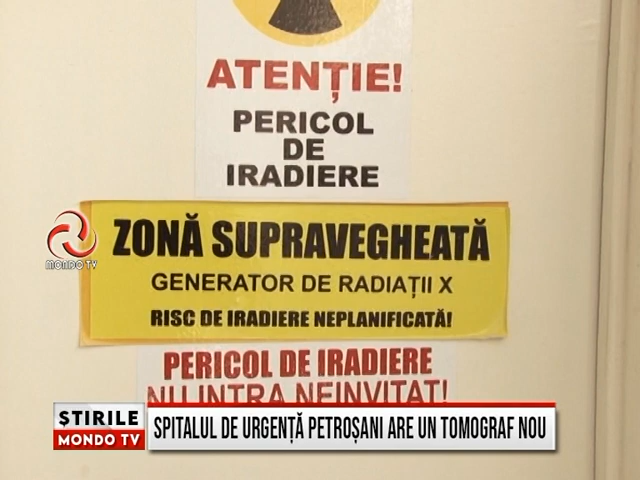 ATENȚIE!
PERICOL
DE
IRADIERE
ZONĂ SUPRAVEGHEATĂ
GENERATOR DE RADIAȚII X
RISC DE IRADIERE NEPLANIFICATĂ!
MONDO TV
PERICOL DE IRADIERE
NU INTRA NEINVITAT!
ȘTIRILE
MONDO TV
SPITALUL DE URGENȚĂ PETROȘANI ARE UN TOMOGRAF NOU